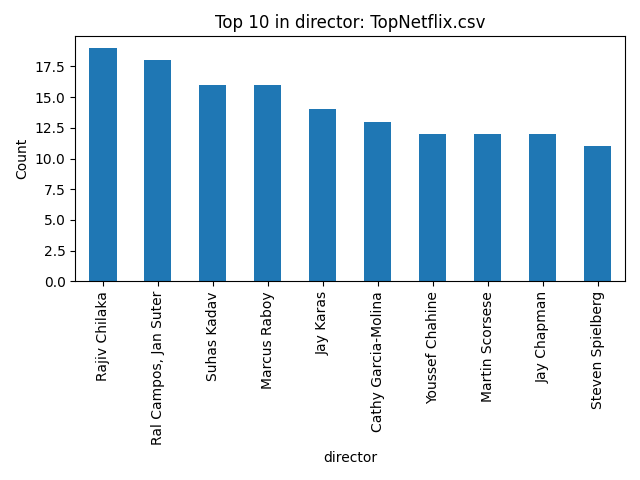 Top 10 in director: TopNetflix.csv
Count
17.5
15.0
12.5
10.0
7.5
5.0
2.5
0.0
Rajiv Chilaka
Ral Campos, Jan Suter
Suhas Kadav
Marcus Raboy
Jay Karas
Cathy Garcia-Molina
Youssef Chahine
Martin Scorsese
Jay Chapman
Steven Spielberg
director